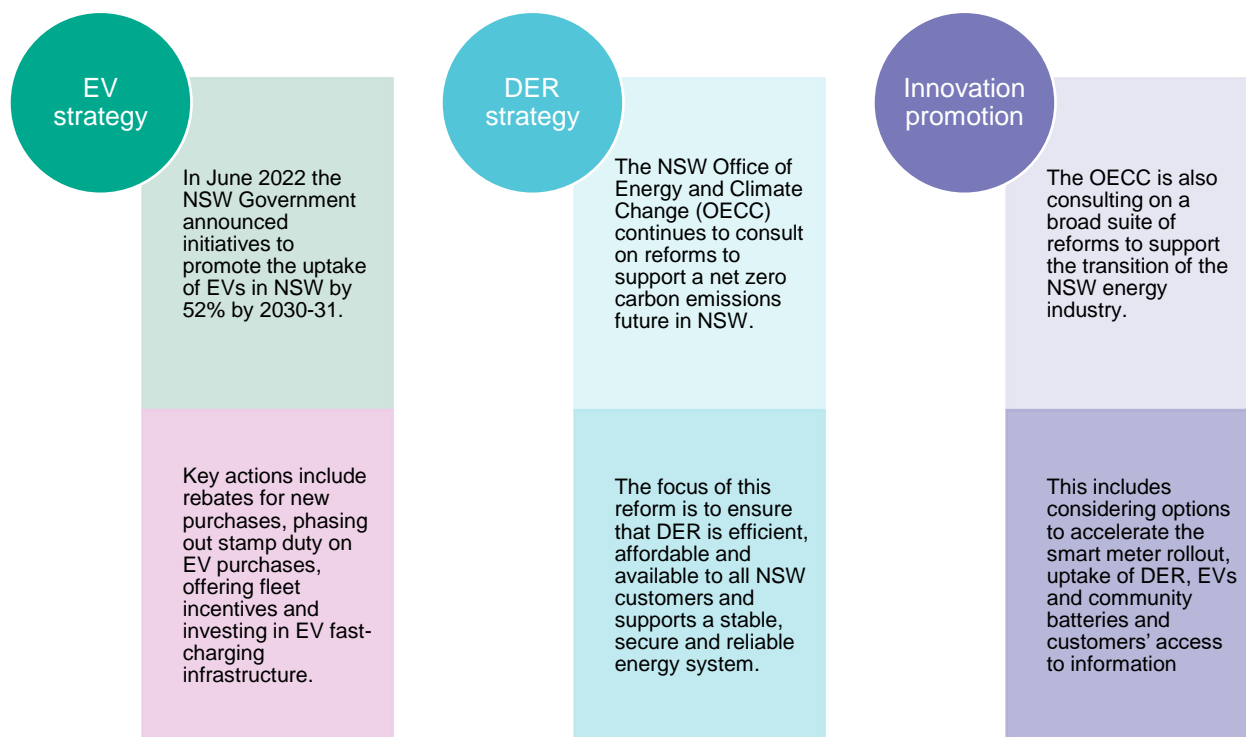 EV
strategy
In June 2022 the
NSW Government
announced
initiatives to
promote the uptake
of EVs in NSW by
52% by 2030-31.
Key actions include
rebates for new
purchases, phasing
out stamp duty on
EV purchases,
offering fleet
incentives and
investing in EV fast-
charging
infrastructure.
DER
strategy
The NSW Office of
Energy and Climate
Change (OECC)
continues to consult
on reforms to
support a net zero
carbon emissions
future in NSW.
The focus of this
reform is to ensure
that DER is efficient,
affordable and
available to all NSW
customers and
supports a stable,
secure and reliable
energy system.
Innovation
promotion
The OECC is also
consulting on a
broad suite of
reforms to support
the transition of the
NSW energy
industry.
This includes
considering options
to accelerate the
smart meter rollout,
uptake of DER, EVs
and community
batteries and
customers’ access
to information